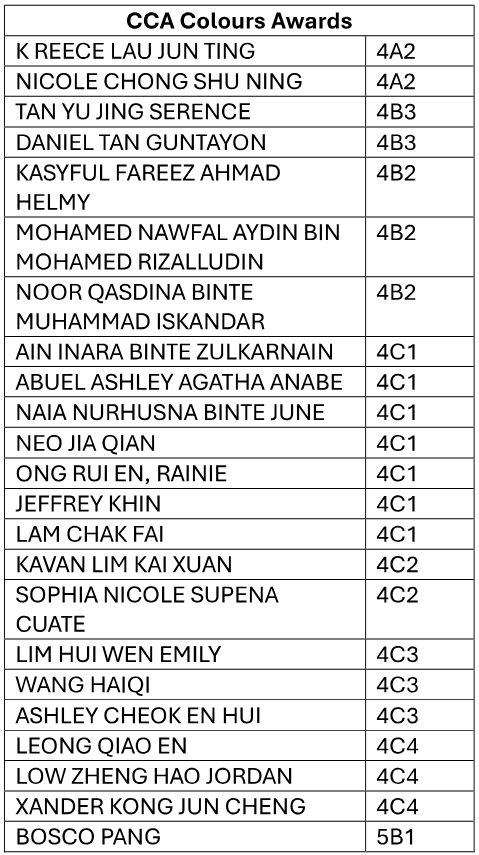 CCA Colours Awards
K REECE LAU JUN TING 4A2
NICOLE CHONG SHU NING 4A2
TAN YU JING SERENCE 4B3
DANIEL TAN GUNTAYON 4B3
KASYFUL FAREEZ AHMAD 4B2
HELMY
MOHAMED NAWFAL AYDIN BIN 4B2
MOHAMED RIZALLUDIN
NOOR QASDINA BINTE 4B2
MUHAMMAD ISKANDAR
AIN INARA BINTE ZULKARNAIN 4C1
ABUEL ASHLEY AGATHA ANABE 4C1
NAIA NURHUSNA BINTE JUNE 4C1
NEO JIA QIAN 4C1
ONG RUI EN, RAINIE 4C1
JEFFREY KHIN 4C1
LAM CHAK FAI 4C1
KAVAN LIM KAI XUAN 4C2
SOPHIA NICOLE SUPENA 4C2
CUATE
LIM HUI WEN EMILY 4C3
WANG HAIQI 4C3
ASHLEY CHEOK EN HUI 4C3
LEONG QIAO EN 4C4
LOW ZHENG HAO JORDAN 4C4
XANDER KONG JUN CHENG 4C4
BOSCO PANG 5B1